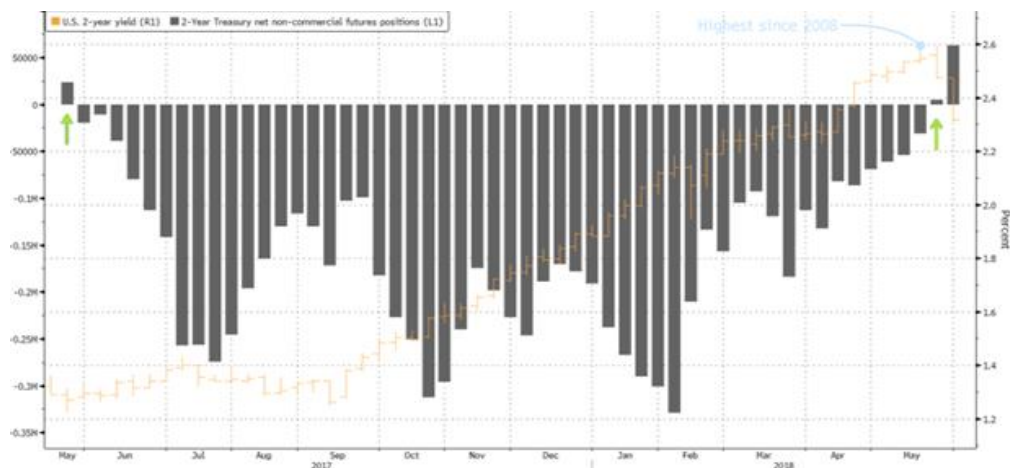 U.S. 2-year yield (R1) 2-Year Treasury net non-commercial futures positions (L1)
Highest since 2008
50000
0
-50000
-0.1M
-0.15M
-0.2M
-0.25M
-0.3M
-0.35M
2.6
2.4
2.2
2.0
1.8
1.6
1.4
1.2
Percent
May Jun Jul Aug Sep Oct Nov Dec Jan Feb Mar Apr May
2017 2018